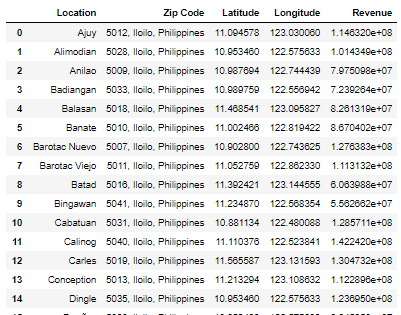 Location Zip Code Latitude Longitude Revenue
0 Ajuy 5012, Iloilo, Philippines 11.094578 123.030060 1.146320e+08
1 Alimodian 5028, Iloilo, Philippines 10.953460 122.575633 1.014349e+08
2 Anilao 5009, Iloilo, Philippines 10.987694 122.744439 7.975098e+07
3 Badiangan 5033, Iloilo, Philippines 10.989759 122.556942 7.239264e+07
4 Balasan 5018, Iloilo, Philippines 11.468541 123.095827 8.261319e+07
5 Banate 5010, Iloilo, Philippines 11.002466 122.819422 8.670402e+07
6 Barotac Nuevo 5007, Iloilo, Philippines 10.902800 122.743625 1.276383e+08
7 Barotac Viejo 5011, Iloilo, Philippines 11.052759 122.862330 1.113132e+08
8 Batad 5016, Iloilo, Philippines 11.392421 123.144555 6.063988e+07
9 Bingawan 5041, Iloilo, Philippines 11.234870 122.568354 5.562662e+07
10 Cabatuan 5031, Iloilo, Philippines 10.881134 122.480088 1.285711e+08
11 Calinog 5040, Iloilo, Philippines 11.110376 122.523841 1.422420e+08
12 Carles 5019, Iloilo, Philippines 11.565587 123.131593 1.304732e+08
13 Conception 5013, Iloilo, Philippines 11.213294 123.108632 1.122896e+08
14 Dingle 5035, Iloilo, Philippines 10.953460 122.575633 1.236950e+08